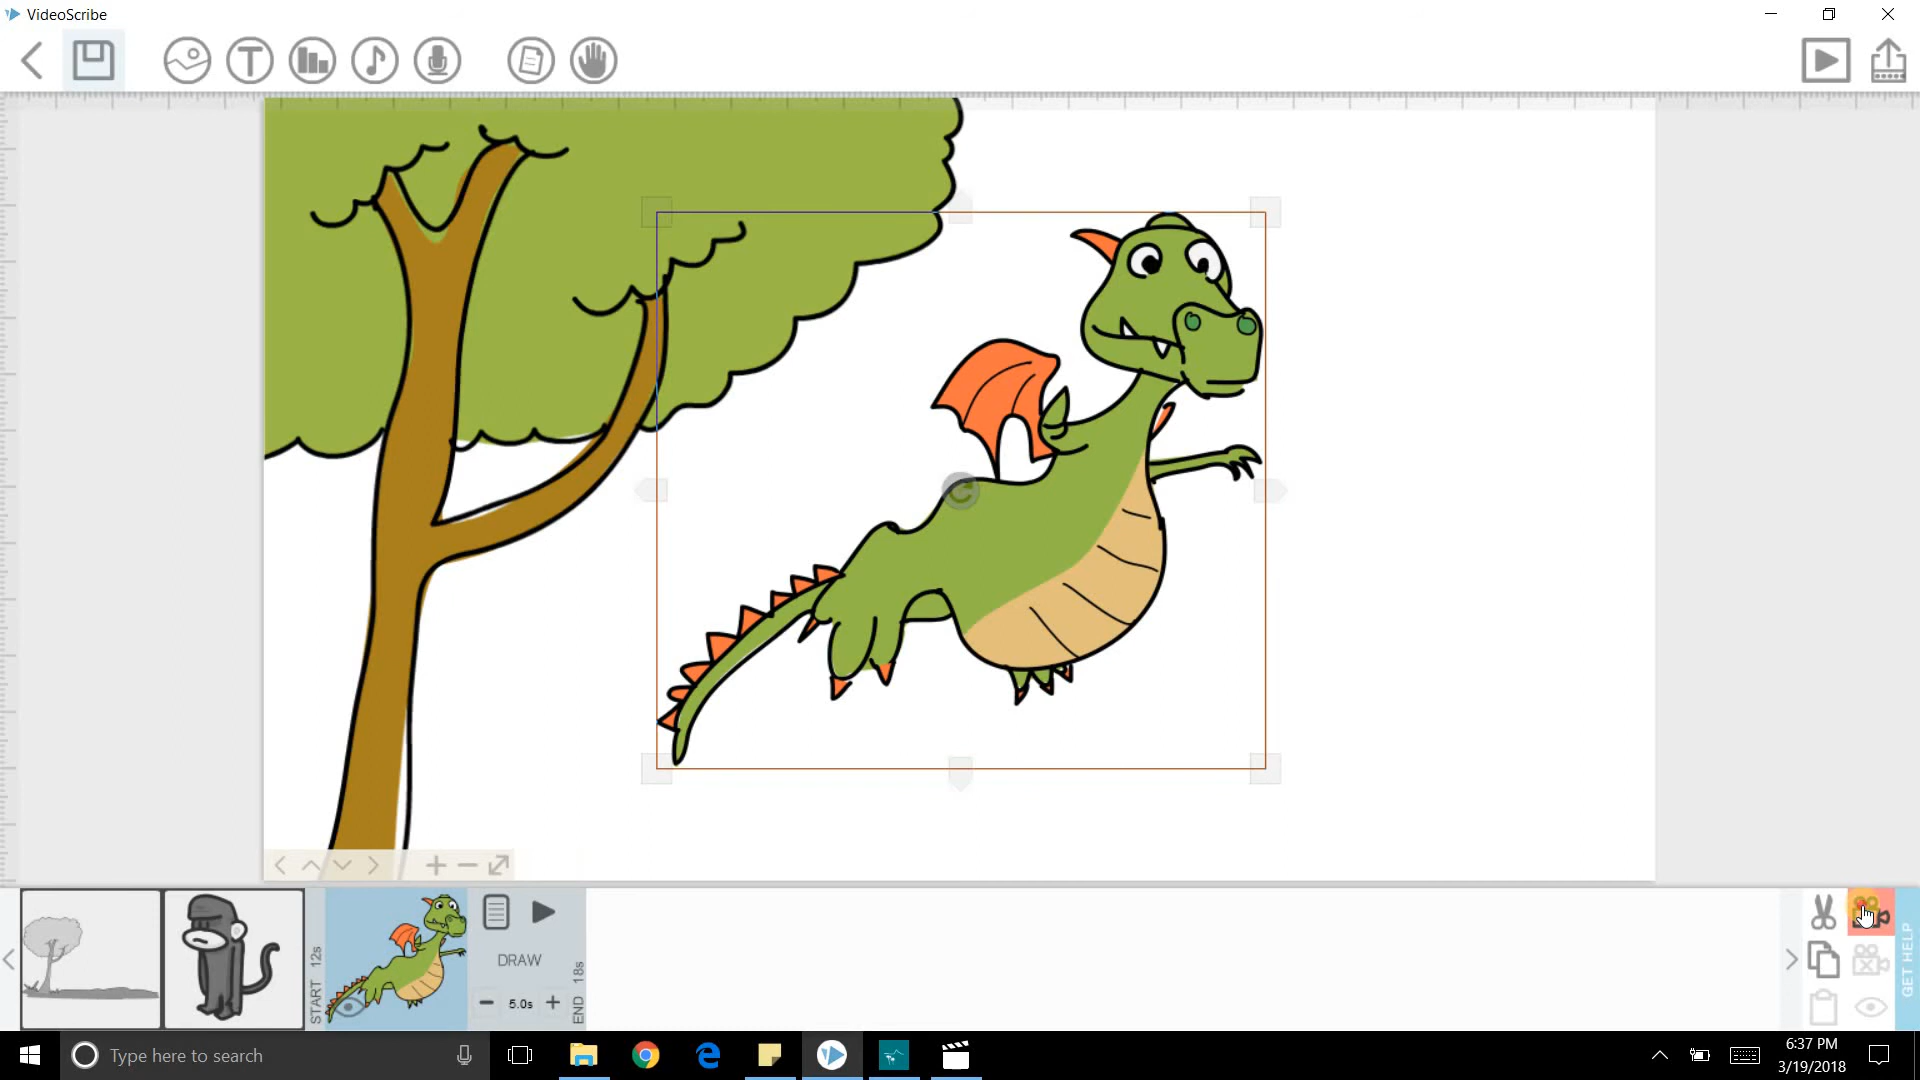 VideoScribe
T
START 12s
DRAW
5.0s
END 18s
GET HELP
Type here to search
6:37 PM
3/19/2018